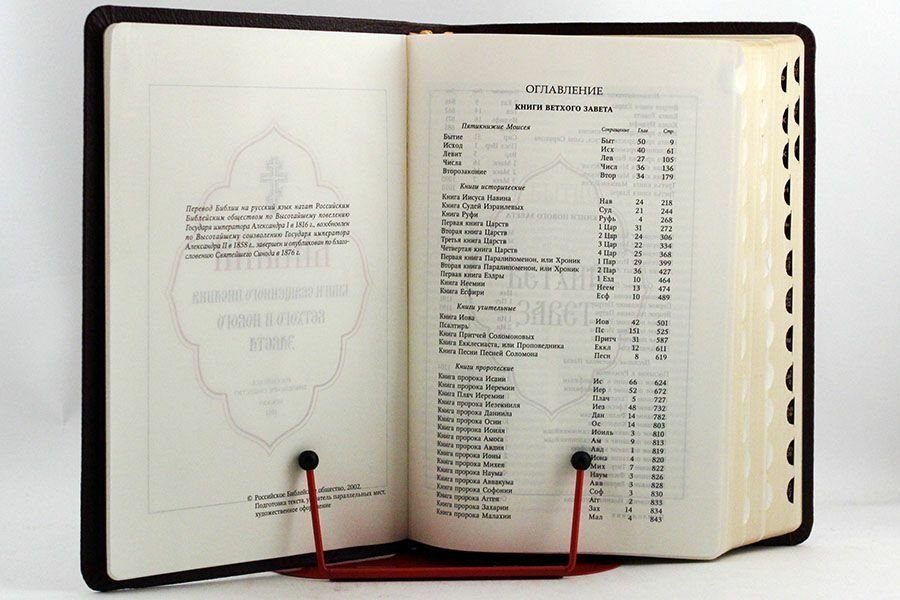 Перевод Библии на русский язык начат Российским
Библейским обществом по Высочайшему повелению
Государя императора Александра I в 1816 г., возобновлен
по Высочайшему соизволению Государя императора
Александра II в 1858 г., завершен и опубликован по благо-
словению Святейшего Синода в 1876 г.
© Российское Библейское общество, 2002.
Подготовка текста, указатель параллельных мест,
художественное оформление
ОГЛАВЛЕНИЕ
КНИГИ ВЕТХОГО ЗАВЕТА
Пятикнижие Моисея Сокращение Глав Стр.
Бытие Быт 50 9
Исход Исх 40 61
Левит Лев 27 105
Числа Числ 36 136
Второзаконие Втор 34 179
Книги исторические
Книга Иисуса Навина Нав 24 218
Книга Судей Израилевых Суд 21 244
Книга Руфи Руфь 4 268
Первая книга Царств 1 Цар 31 272
Вторая книга Царств 2 Цар 24 306
Третья книга Царств 3 Цар 22 334
Четвертая книга Царств 4 Цар 25 368
Первая книга Паралипоменон, или Хроник 1 Пар 29 399
Вторая книга Паралипоменон, или Хроник 2 Пар 36 427
Первая книга Ездры 1 Езд 10 464
Книга Неемии Неем 13 474
Книга Есфири Есф 10 489
Книги учительные
Книга Иова Иов 42 501
Псалтирь Пс 151 525
Книга Притчей Соломоновых Притч 31 587
Книга Екклесиаста, или Проповедника Еккл 12 611
Книга Песни Песней Соломона Песн 8 619
Книги пророческие
Книга пророка Исаии Ис 66 624
Книга пророка Иеремии Иер 52 672
Книга Плач Иеремии Плач 5 727
Книга пророка Иезекииля Иез 48 732
Книга пророка Даниила Дан 14 782
Книга пророка Осии Ос 14 803
Книга пророка Иоиля Иоиль 3 810
Книга пророка Амоса Ам 9 813
Книга пророка Авдия Авд 1 819
Книга пророка Ионы Иона 4 820
Книга пророка Михея Мих 7 822
Книга пророка Наума Наум 3 826
Книга пророка Аввакума Авв 3 828
Книга пророка Софонии Соф 3 830
Книга пророка Аггея Агг 2 833
Книга пророка Захарии Зах 14 834
Книга пророка Малахии Мал 4 843